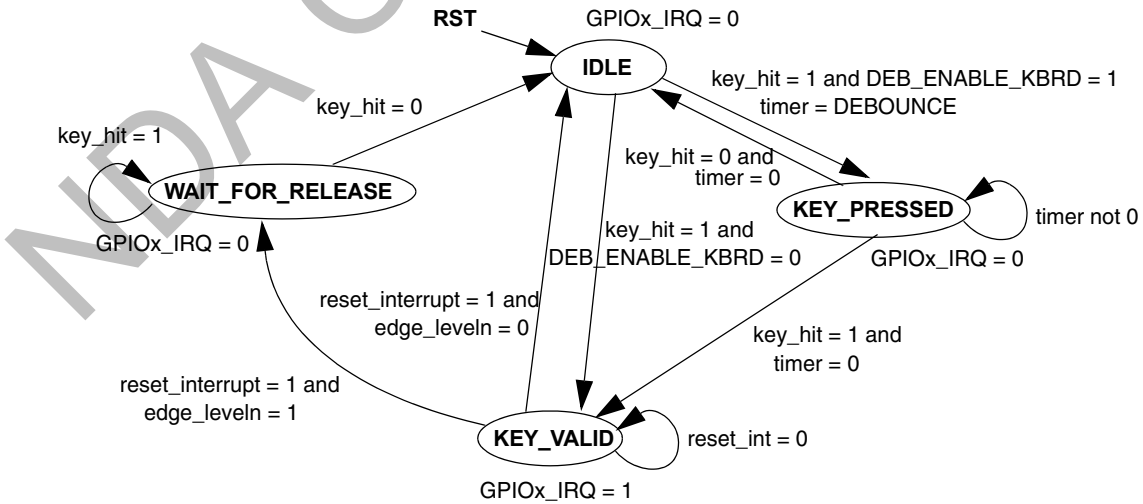 RST
GPIOx_IRQ = 0
IDLE
key_hit = 1 and DEB_ENABLE_KBRD = 1
timer = DEBOUNCE
key_hit = 0
key_hit = 1
key_hit = 0 and
timer = 0
WAIT_FOR_RELEASE
KEY_PRESSED
timer not 0
GPIOx_IRQ = 0
GPIOx_IRQ = 0
key_hit = 1 and
DEB_ENABLE_KBRD = 0
reset_interrupt = 1 and
edge_leveln = 0
key_hit = 1 and
timer = 0
reset_interrupt = 1 and
edge_leveln = 1
KEY_VALID
reset_int = 0
GPIOx_IRQ = 1
NDA